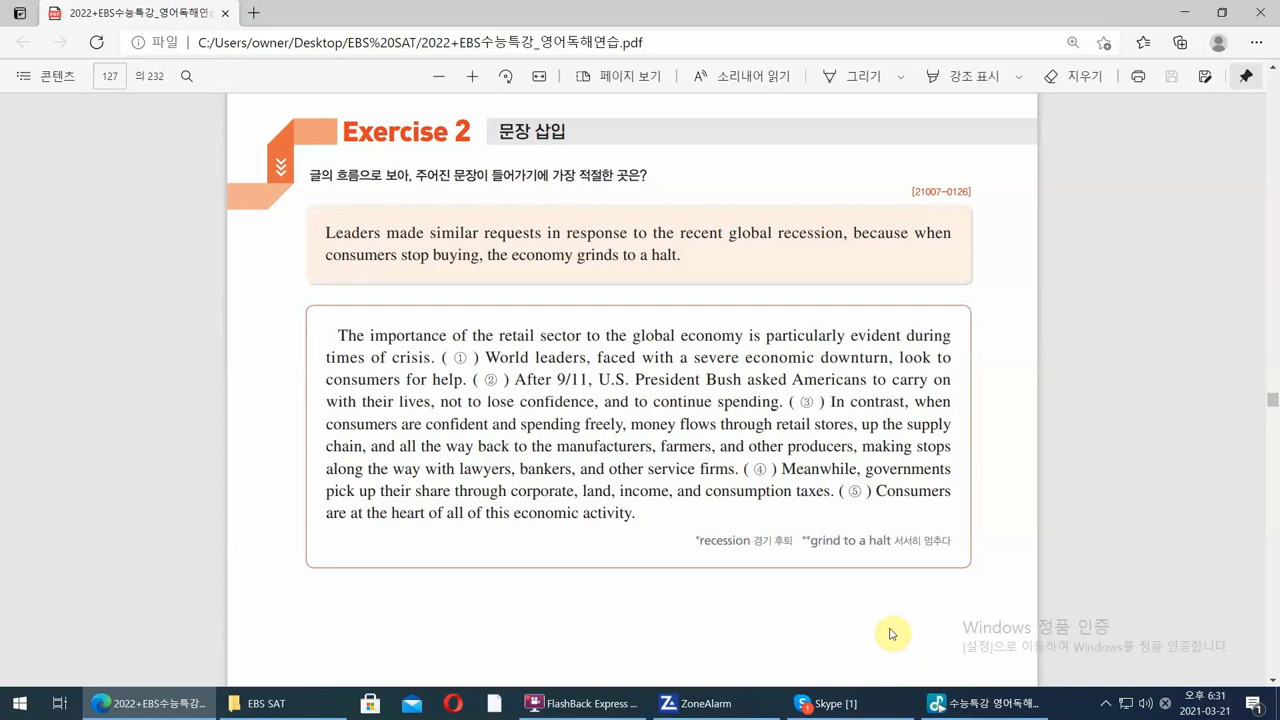 2022+EBS수능특강_영어독해연습
파일 C:/Users/owner/Desktop/EBS%20SAT/2022+EBS수능특강_영어독해연습.pdf
콘텐츠 127 의 232 페이지 보기 소리내어 읽기 그리기 강조 표시 지우기
Exercise 2 문장 삽입
글의 흐름으로 보아, 주어진 문장이 들어가기에 가장 적절한 곳은?
[21007-0126]
Leaders made similar requests in response to the recent global recession, because when
consumers stop buying, the economy grinds to a halt.
The importance of the retail sector to the global economy is particularly evident during
times of crisis. ( ① ) World leaders, faced with a severe economic downturn, look to
consumers for help. ( ② ) After 9/11, U.S. President Bush asked Americans to carry on
with their lives, not to lose confidence, and to continue spending. ( ③ ) In contrast, when
consumers are confident and spending freely, money flows through retail stores, up the supply
chain, and all the way back to the manufacturers, farmers, and other producers, making stops
along the way with lawyers, bankers, and other service firms. ( ④ ) Meanwhile, governments
pick up their share through corporate, land, income, and consumption taxes. ( ⑤ ) Consumers
are at the heart of all of this economic activity.
*recession 경기 후퇴 **grind to a halt 서서히 멈추다
Windows 정품 인증
[설정]으로 이동하여 Windows를 정품 인증합니다.
2022+EBS수능특강_... EBS SAT FlashBack Express ... ZoneAlarm Skype [1] 수능특강 영어독해... 오후 6:31
2021-03-21